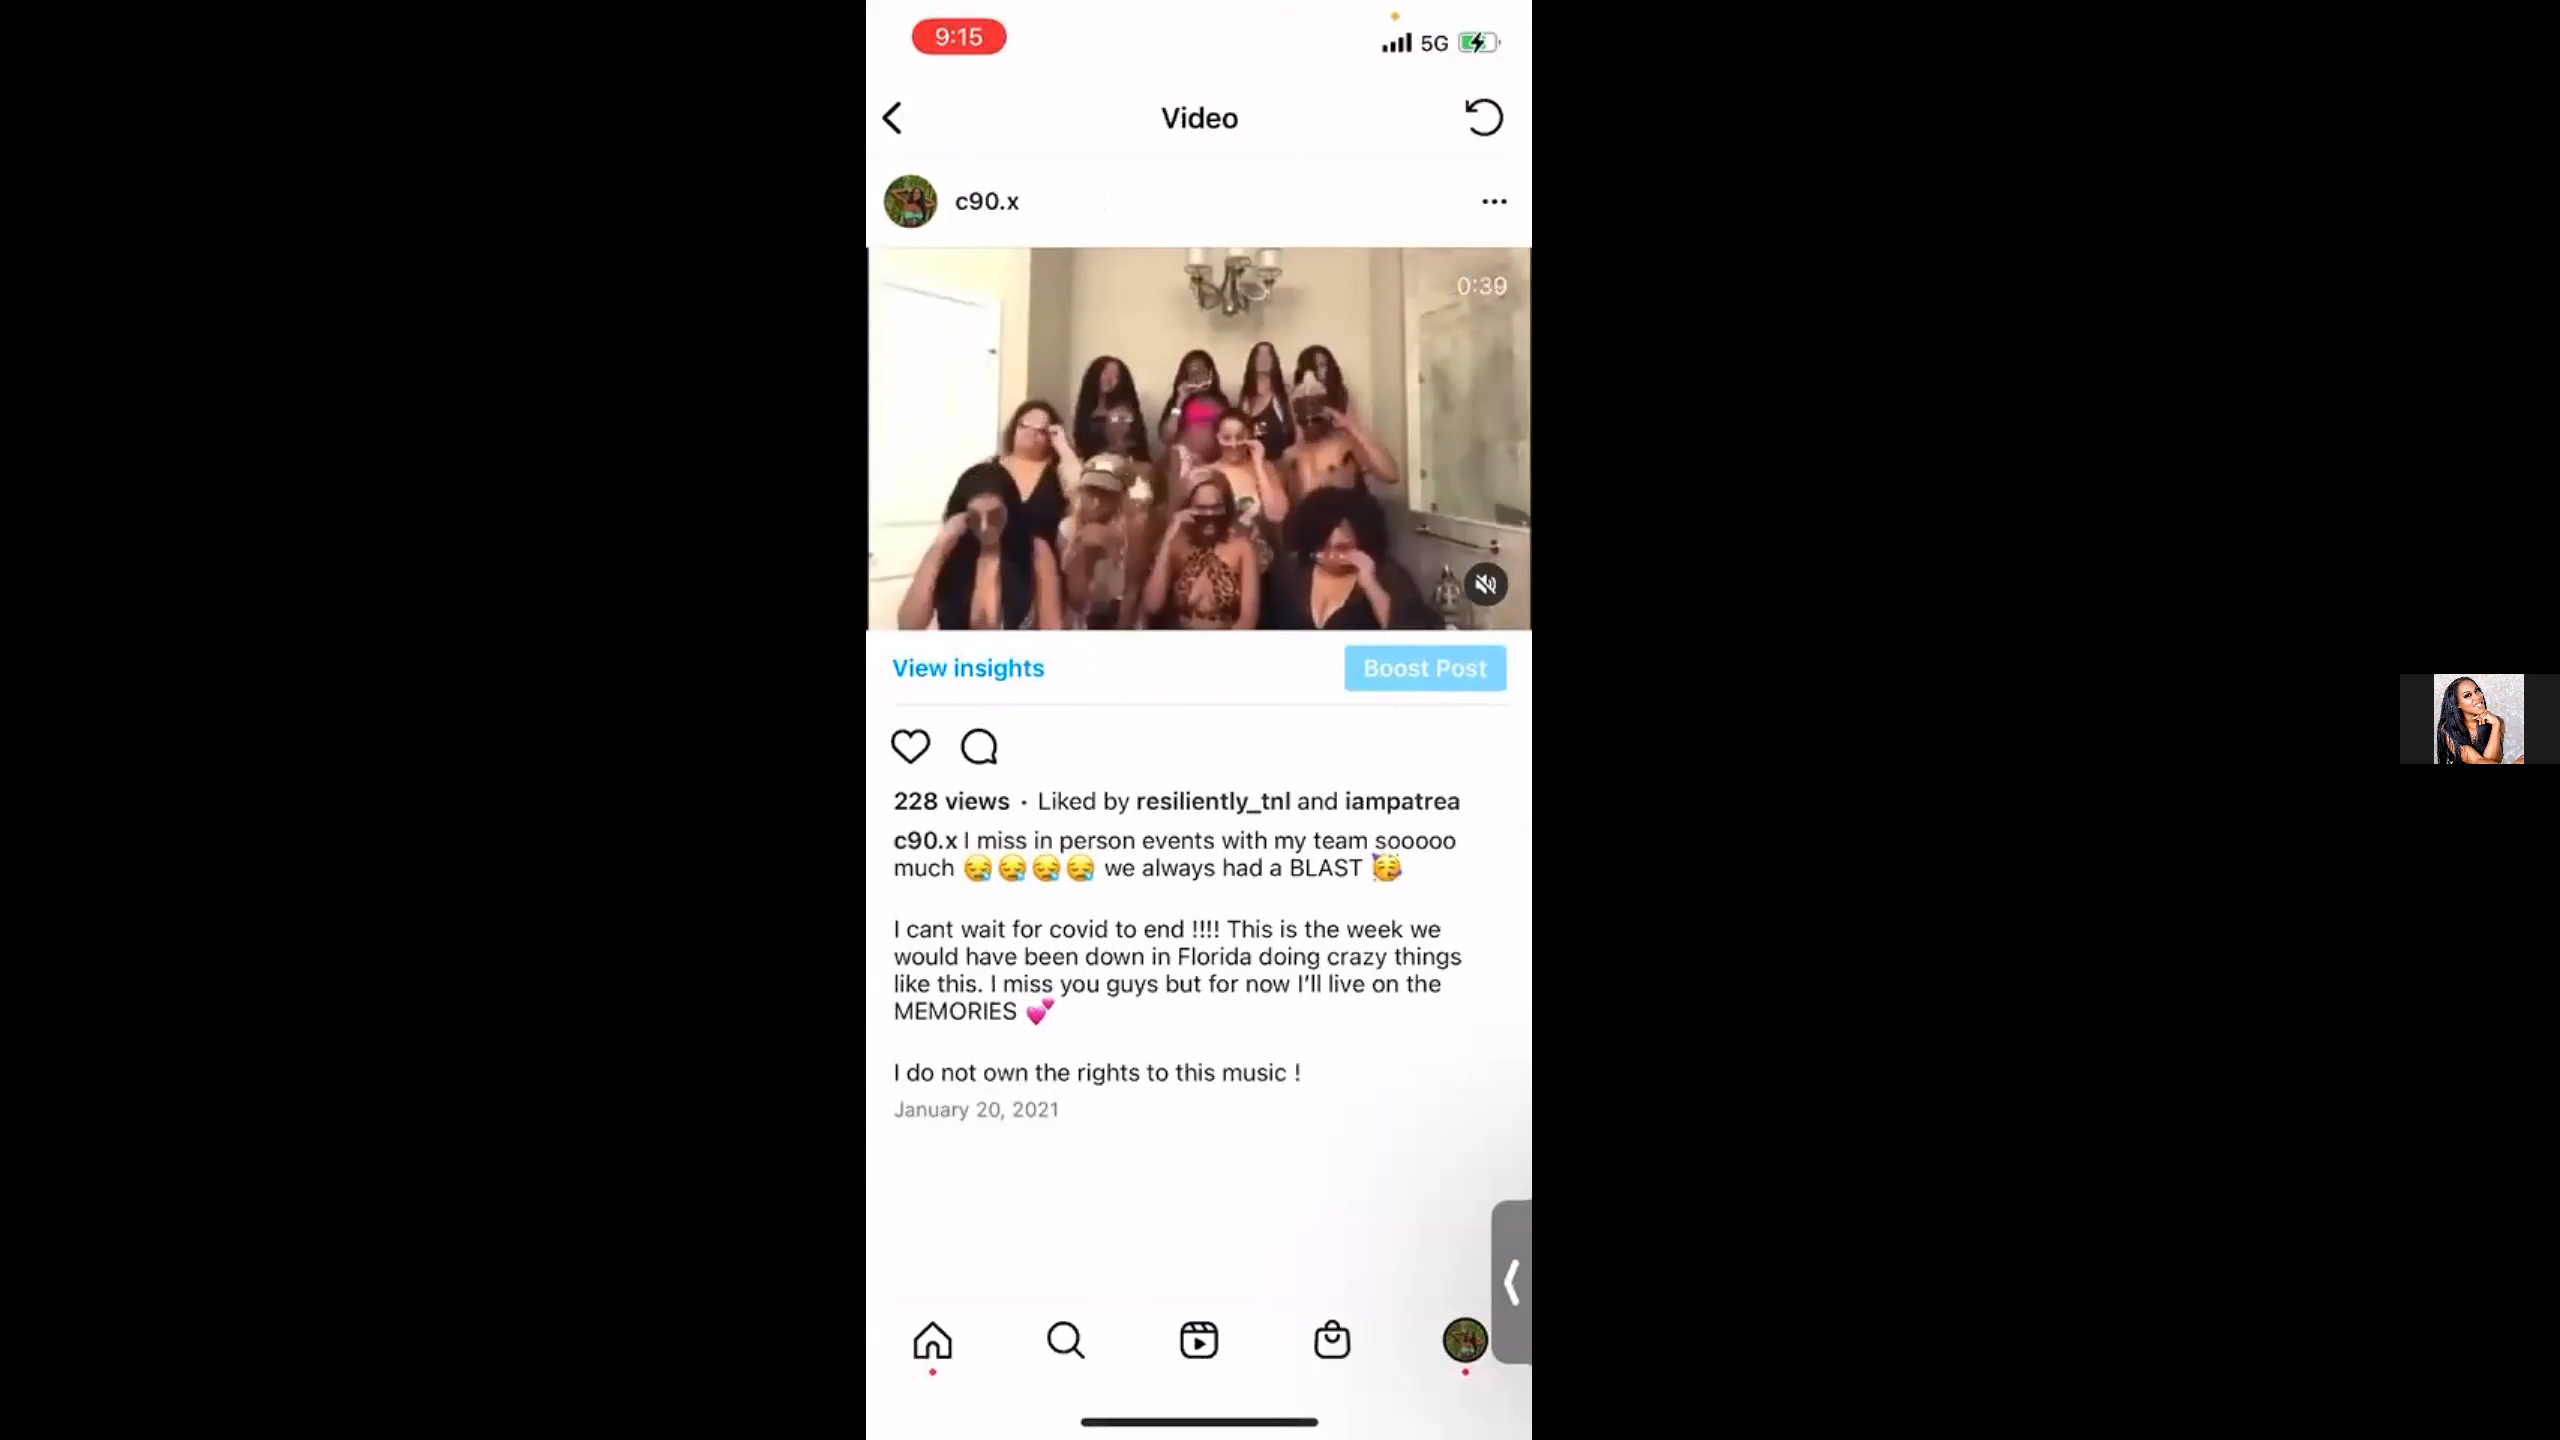 9:15
5G
Video
c90.x
0:39
View insights
Boost Post
228 views · Liked by resiliently_tnl and iampatrea
c90.x I miss in person events with my team sooooo
much 😪😪😪😪 we always had a BLAST 🥳
I cant wait for covid to end !!!! This is the week we
would have been down in Florida doing crazy things
like this. I miss you guys but for now I’ll live on the
MEMORIES 💕
I do not own the rights to this music !
January 20, 2021